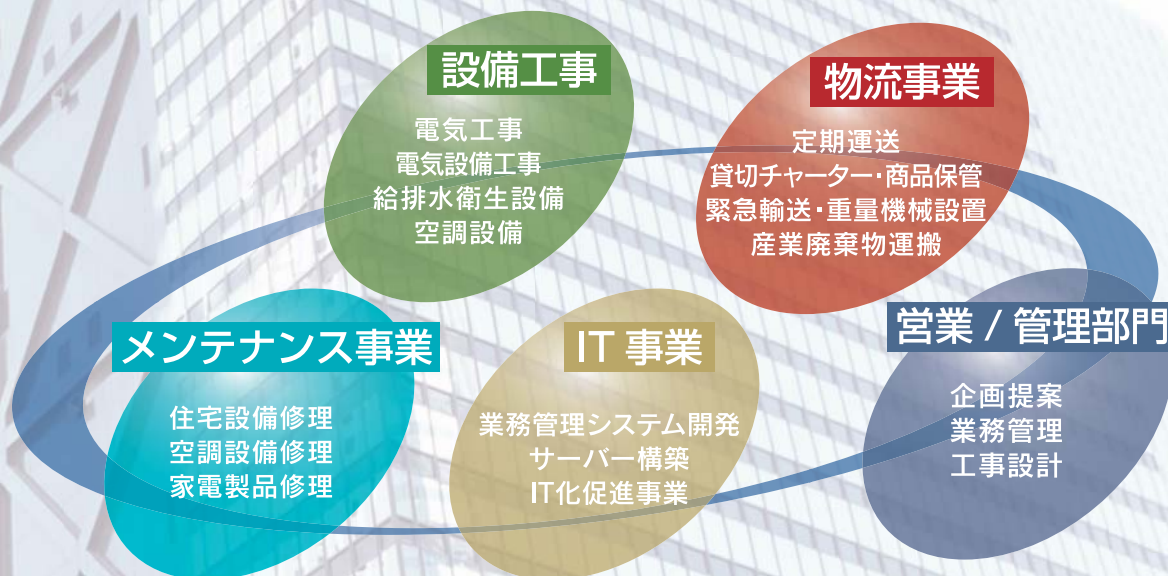 設備工事
電気工事
電気設備工事
給排水衛生設備
空調設備
物流事業
定期運送
貸切チャーター・商品保管
緊急輸送・重量機械設置
産業廃棄物運搬
メンテナンス事業
住宅設備修理
空調設備修理
家電製品修理
IT 事業
業務管理システム開発
サーバー構築
IT化促進事業
営業 / 管理部門
企画提案
業務管理
工事設計